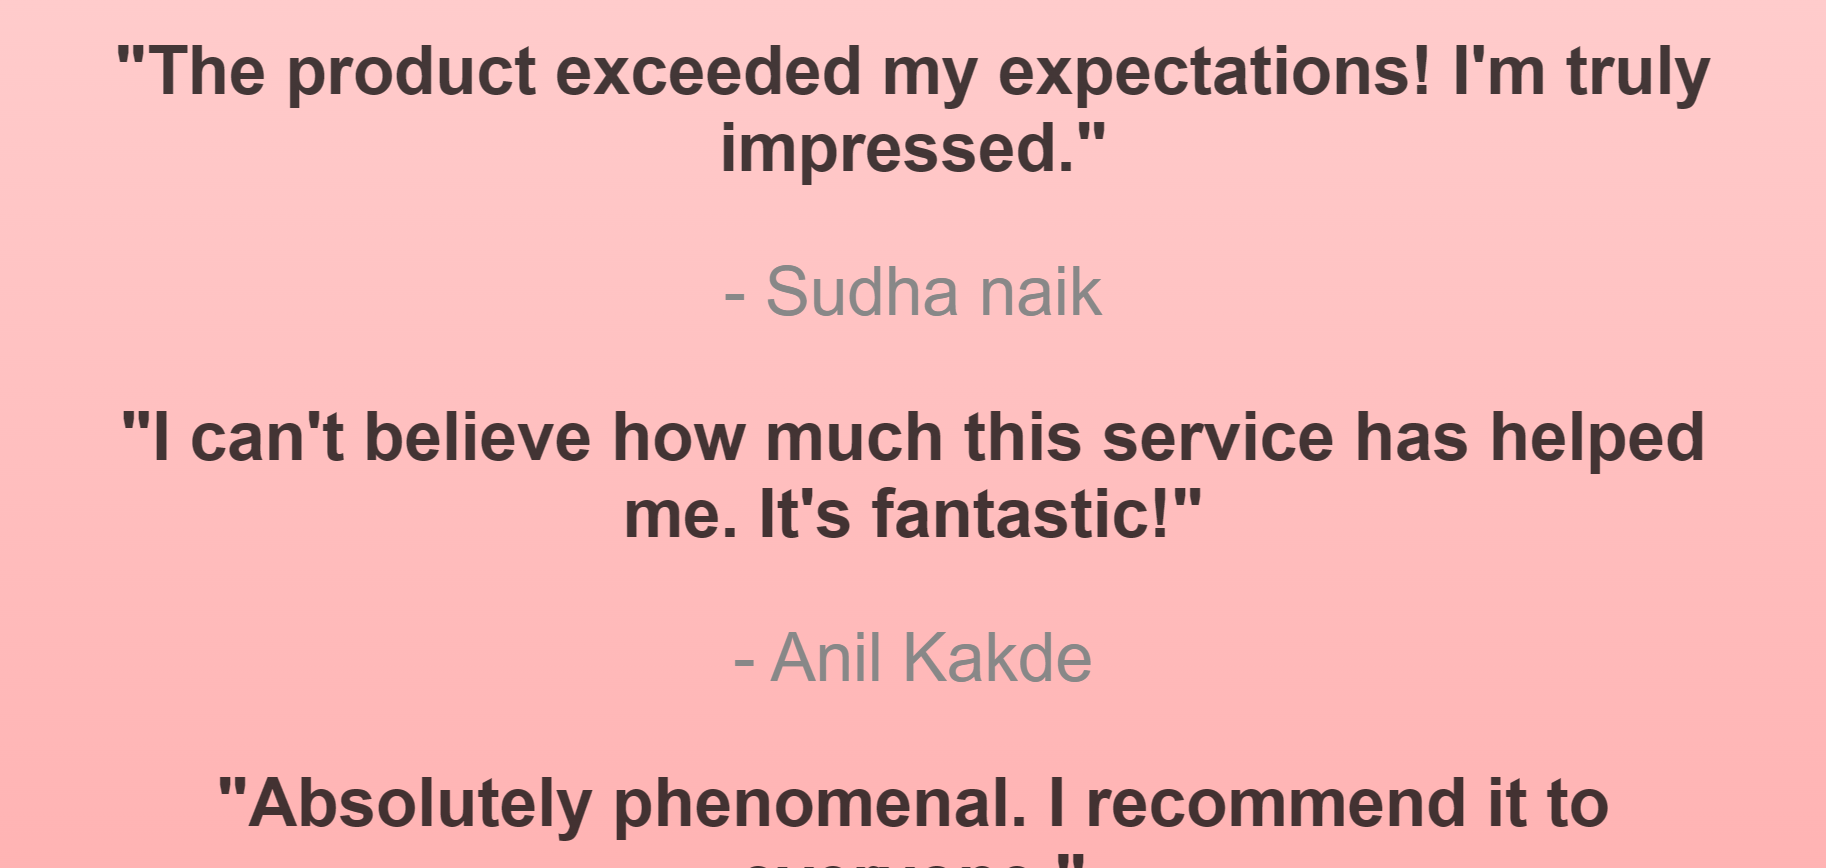 "The product exceeded my expectations! I'm truly
impressed."
- Sudha naik
"I can't believe how much this service has helped
me. It's fantastic!"
- Anil Kakde
"Absolutely phenomenal. I recommend it to
everyone."